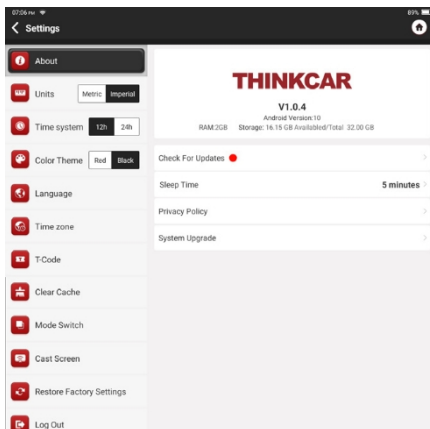 07:06 PM
89%
Settings
About
Units Metric Imperial
Time system 12h 24h
Color Theme Red Black
Language
Time zone
T-Code
Clear Cache
Mode Switch
Cast Screen
Restore Factory Settings
Log Out
THINKCAR
V1.0.4
Android Version:10
RAM:2GB Storage: 16.15 GB Availabled/Total 32.00 GB
Check For Updates
Sleep Time 5 minutes
Privacy Policy
System Upgrade